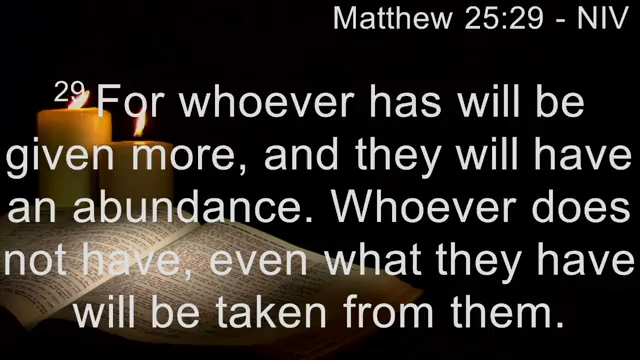 Matthew 25:29 - NIV
29 For whoever has will be
given more, and they will have
an abundance. Whoever does
not have, even what they have
will be taken from them.